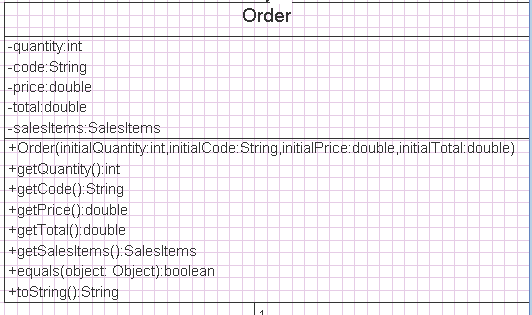 Order
-quantity:int
-code:String
-price:double
-total:double
-salesItems:SalesItems
+Order(initialQuantity:int,initialCode:String,initialPrice:double,initialTotal:double)
+getQuantity():int
+getCode():String
+getPrice():double
+getTotal():double
+getSalesItems():SalesItems
+equals(object: Object):boolean
+toString():String
1